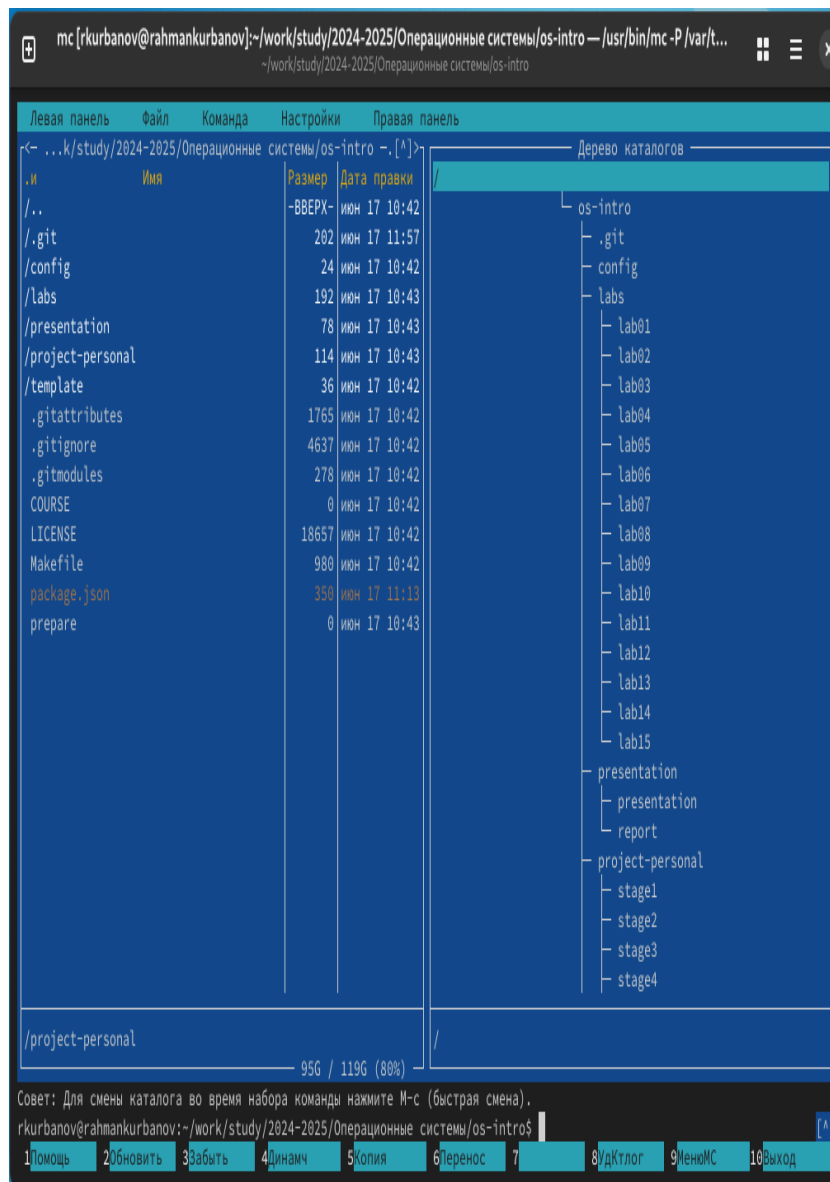 mc [rkurbanov@rahmankurbanov]:~/work/study/2024-2025/Операционные системы/os-intro — /usr/bin/mc -P /var/t...
~/work/study/2024-2025/Операционные системы/os-intro
Левая панель Файл Команда Настройки Правая панель
<- ...k/study/2024-2025/Операционные системы/os-intro -.[^]> Дерево каталогов
.и Имя Размер Дата правки /
/.. -ВВЕРХ- июн 17 10:42 os-intro
/.git 202 июн 17 11:57 .git
/config 24 июн 17 10:42 config
/labs 192 июн 17 10:43 labs
/presentation 78 июн 17 10:43 lab01
/project-personal 114 июн 17 10:43 lab02
/template 36 июн 17 10:42 lab03
.gitattributes 1765 июн 17 10:42 lab04
.gitignore 4637 июн 17 10:42 lab05
.gitmodules 278 июн 17 10:42 lab06
COURSE 0 июн 17 10:42 lab07
LICENSE 18657 июн 17 10:42 lab08
Makefile 980 июн 17 10:42 lab09
package.json 350 июн 17 11:13 lab10
prepare 0 июн 17 10:43 lab11
lab12
lab13
lab14
lab15
presentation
presentation
report
project-personal
stage1
stage2
stage3
stage4
/project-personal /
95G / 119G (80%)
Совет: Для смены каталога во время набора команды нажмите M-c (быстрая смена).
rkurbanov@rahmankurbanov:~/work/study/2024-2025/Операционные системы/os-intro$ [^
1Помощь 2Обновить 3Забыть 4Динамч 5Копия 6Перенос 7 8УдКтлог 9МенюMC 10Выход